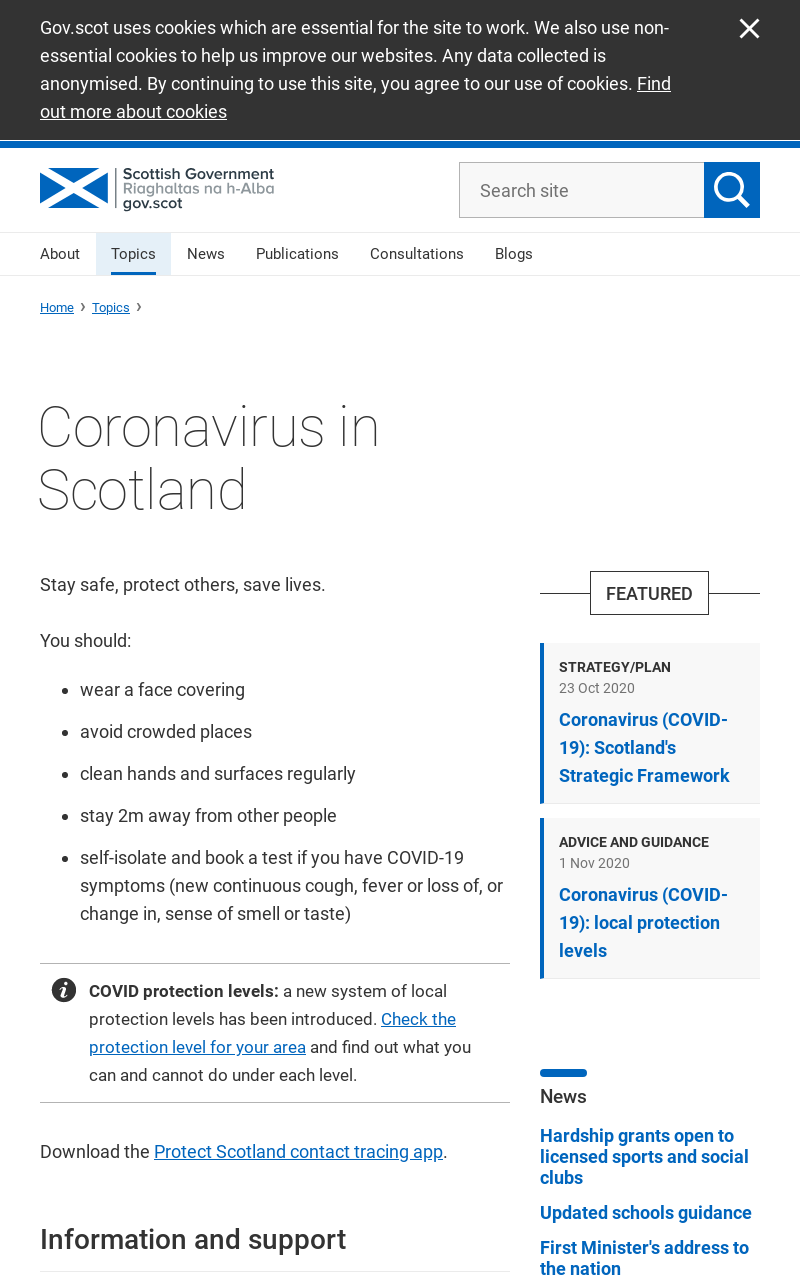 Gov.scot uses cookies which are essential for the site to work. We also use non-
essential cookies to help us improve our websites. Any data collected is
anonymised. By continuing to use this site, you agree to our use of cookies. Find
out more about cookies
Scottish Government
Riaghaltas na h-Alba
gov.scot
Search site
About
Topics
News
Publications
Consultations
Blogs
Home › Topics ›
Coronavirus in
Scotland
Stay safe, protect others, save lives.
You should:
• wear a face covering
• avoid crowded places
• clean hands and surfaces regularly
• stay 2m away from other people
• self-isolate and book a test if you have COVID-19
symptoms (new continuous cough, fever or loss of, or
change in, sense of smell or taste)
COVID protection levels: a new system of local
protection levels has been introduced. Check the
protection level for your area and find out what you
can and cannot do under each level.
Download the Protect Scotland contact tracing app.
Information and support
FEATURED
STRATEGY/PLAN
23 Oct 2020
Coronavirus (COVID-
19): Scotland's
Strategic Framework
ADVICE AND GUIDANCE
1 Nov 2020
Coronavirus (COVID-
19): local protection
levels
News
Hardship grants open to
licensed sports and social
clubs
Updated schools guidance
First Minister's address to
the nation